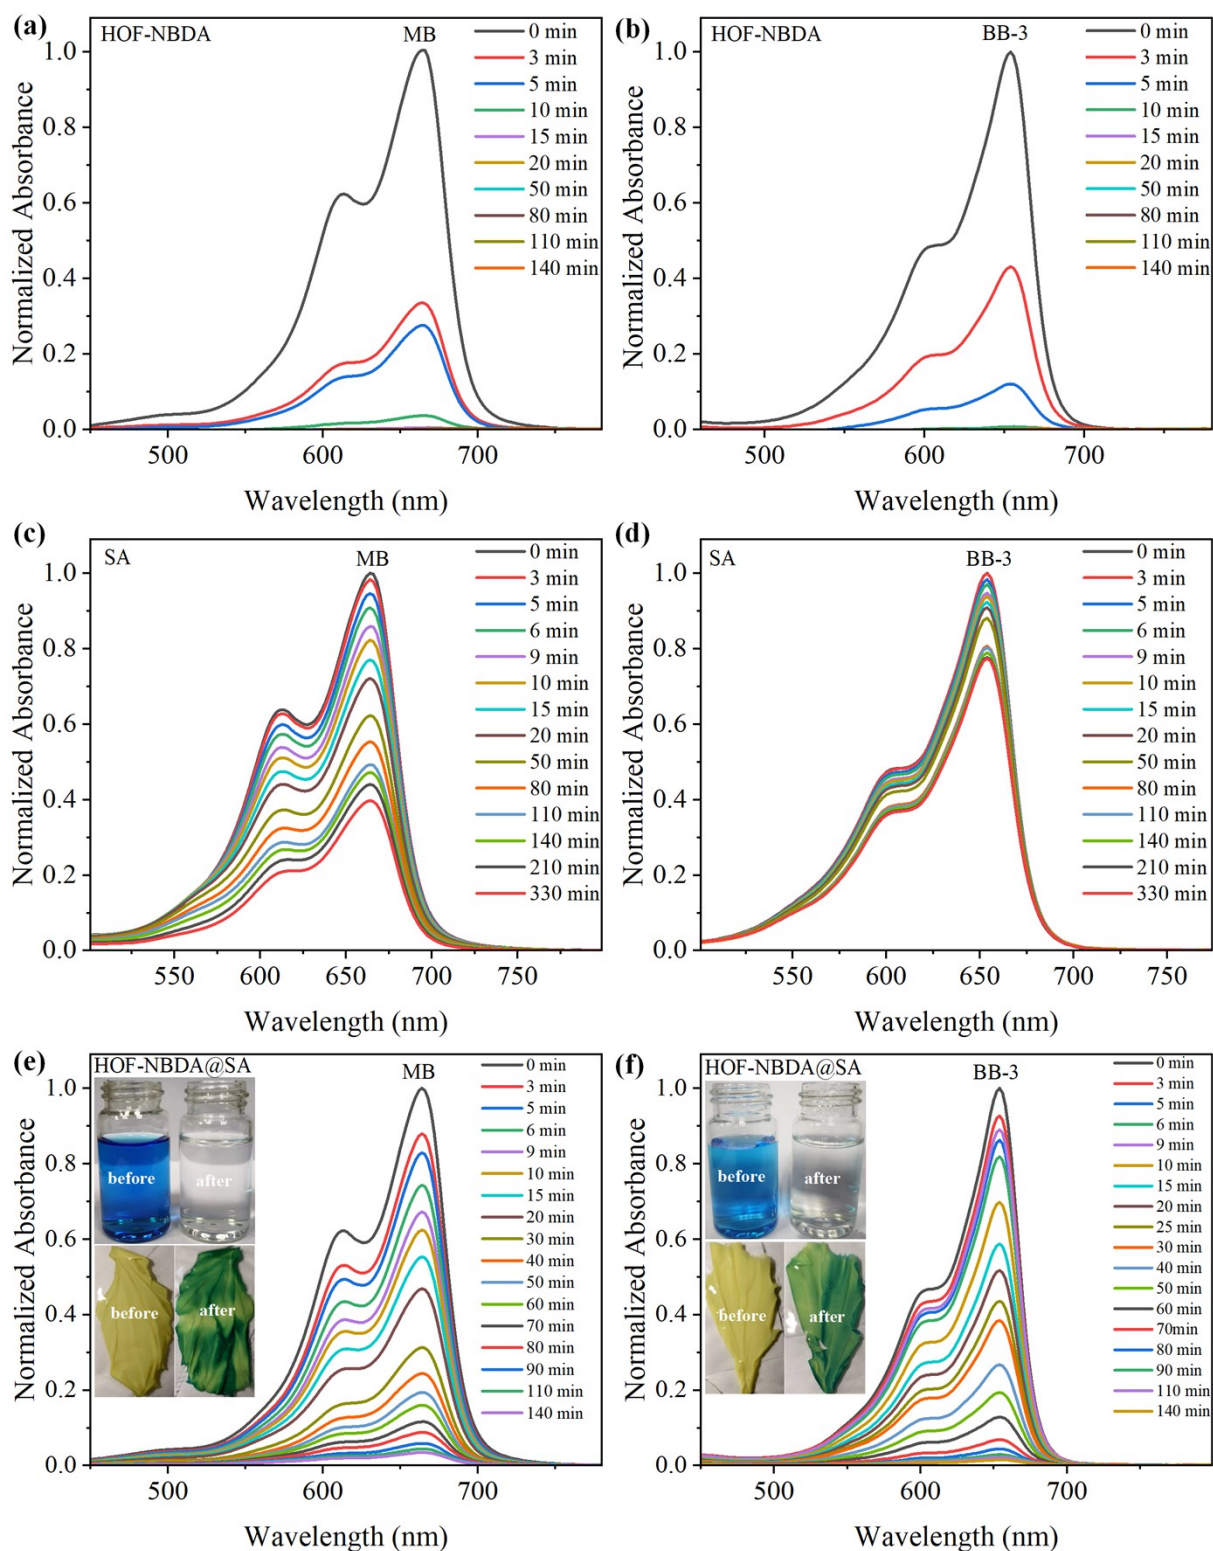 (a)
HOF-NBDA
MB
0 min
3 min
5 min
10 min
15 min
20 min
50 min
80 min
110 min
140 min
1.0
0.8
0.6
0.4
0.2
0.0
Normalized Absorbance
500
600
700
Wavelength (nm)
(b)
HOF-NBDA
BB-3
0 min
3 min
5 min
10 min
15 min
20 min
50 min
80 min
110 min
140 min
1.0
0.8
0.6
0.4
0.2
0.0
Normalized Absorbance
500
600
700
Wavelength (nm)
(c)
SA
MB
0 min
3 min
5 min
6 min
9 min
10 min
15 min
20 min
50 min
80 min
110 min
140 min
210 min
330 min
1.0
0.8
0.6
0.4
0.2
0.0
Normalized Absorbance
550
600
650
700
750
Wavelength (nm)
(d)
SA
BB-3
0 min
3 min
5 min
6 min
9 min
10 min
15 min
20 min
50 min
80 min
110 min
140 min
210 min
330 min
1.0
0.8
0.6
0.4
0.2
0.0
Normalized Absorbance
550
600
650
700
750
Wavelength (nm)
(e)
HOF-NBDA@SA
MB
before
after
before
after
0 min
3 min
5 min
6 min
9 min
10 min
15 min
20 min
30 min
40 min
50 min
60 min
70 min
80 min
90 min
110 min
140 min
1.0
0.8
0.6
0.4
0.2
0.0
Normalized Absorbance
500
600
700
Wavelength (nm)
(f)
HOF-NBDA@SA
BB-3
before
after
before
after
0 min
3 min
5 min
6 min
9 min
10 min
15 min
20 min
25 min
30 min
40 min
50 min
60 min
70min
80 min
90 min
110 min
140 min
1.0
0.8
0.6
0.4
0.2
0.0
Normalized Absorbance
500
600
700
Wavelength (nm)